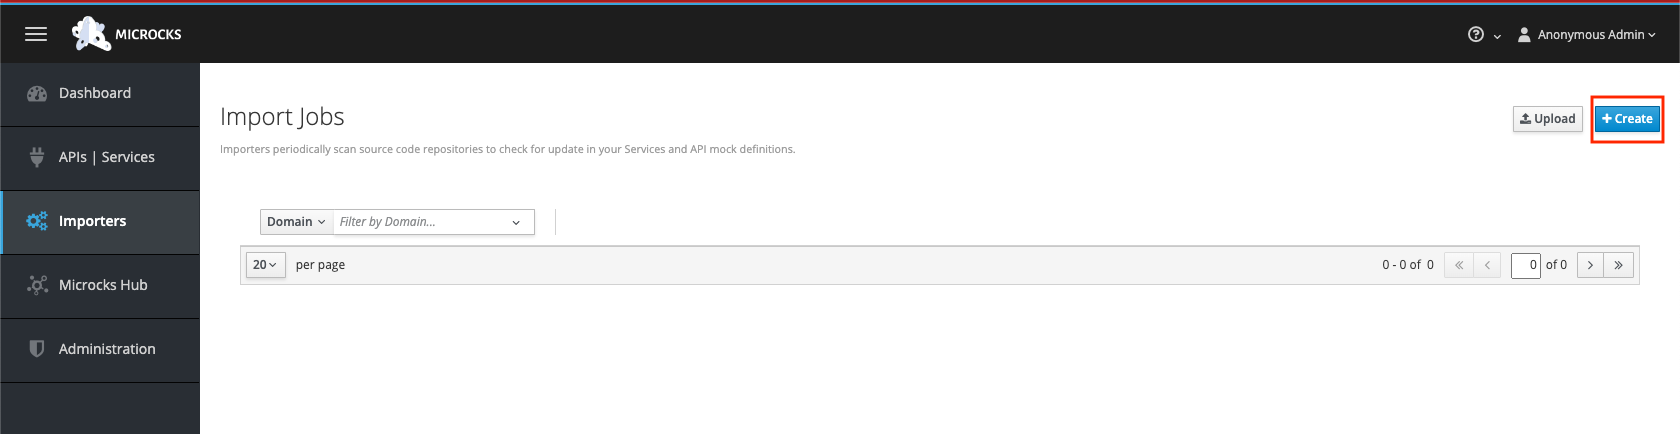 MICROCKS
Anonymous Admin
Dashboard
APIs | Services
Importers
Microcks Hub
Administration
Import Jobs
Upload
+ Create
Importers periodically scan source code repositories to check for update in your Services and API mock definitions.
Domain Filter by Domain...
20 per page 0 - 0 of 0 « ‹ 0 of 0 › »